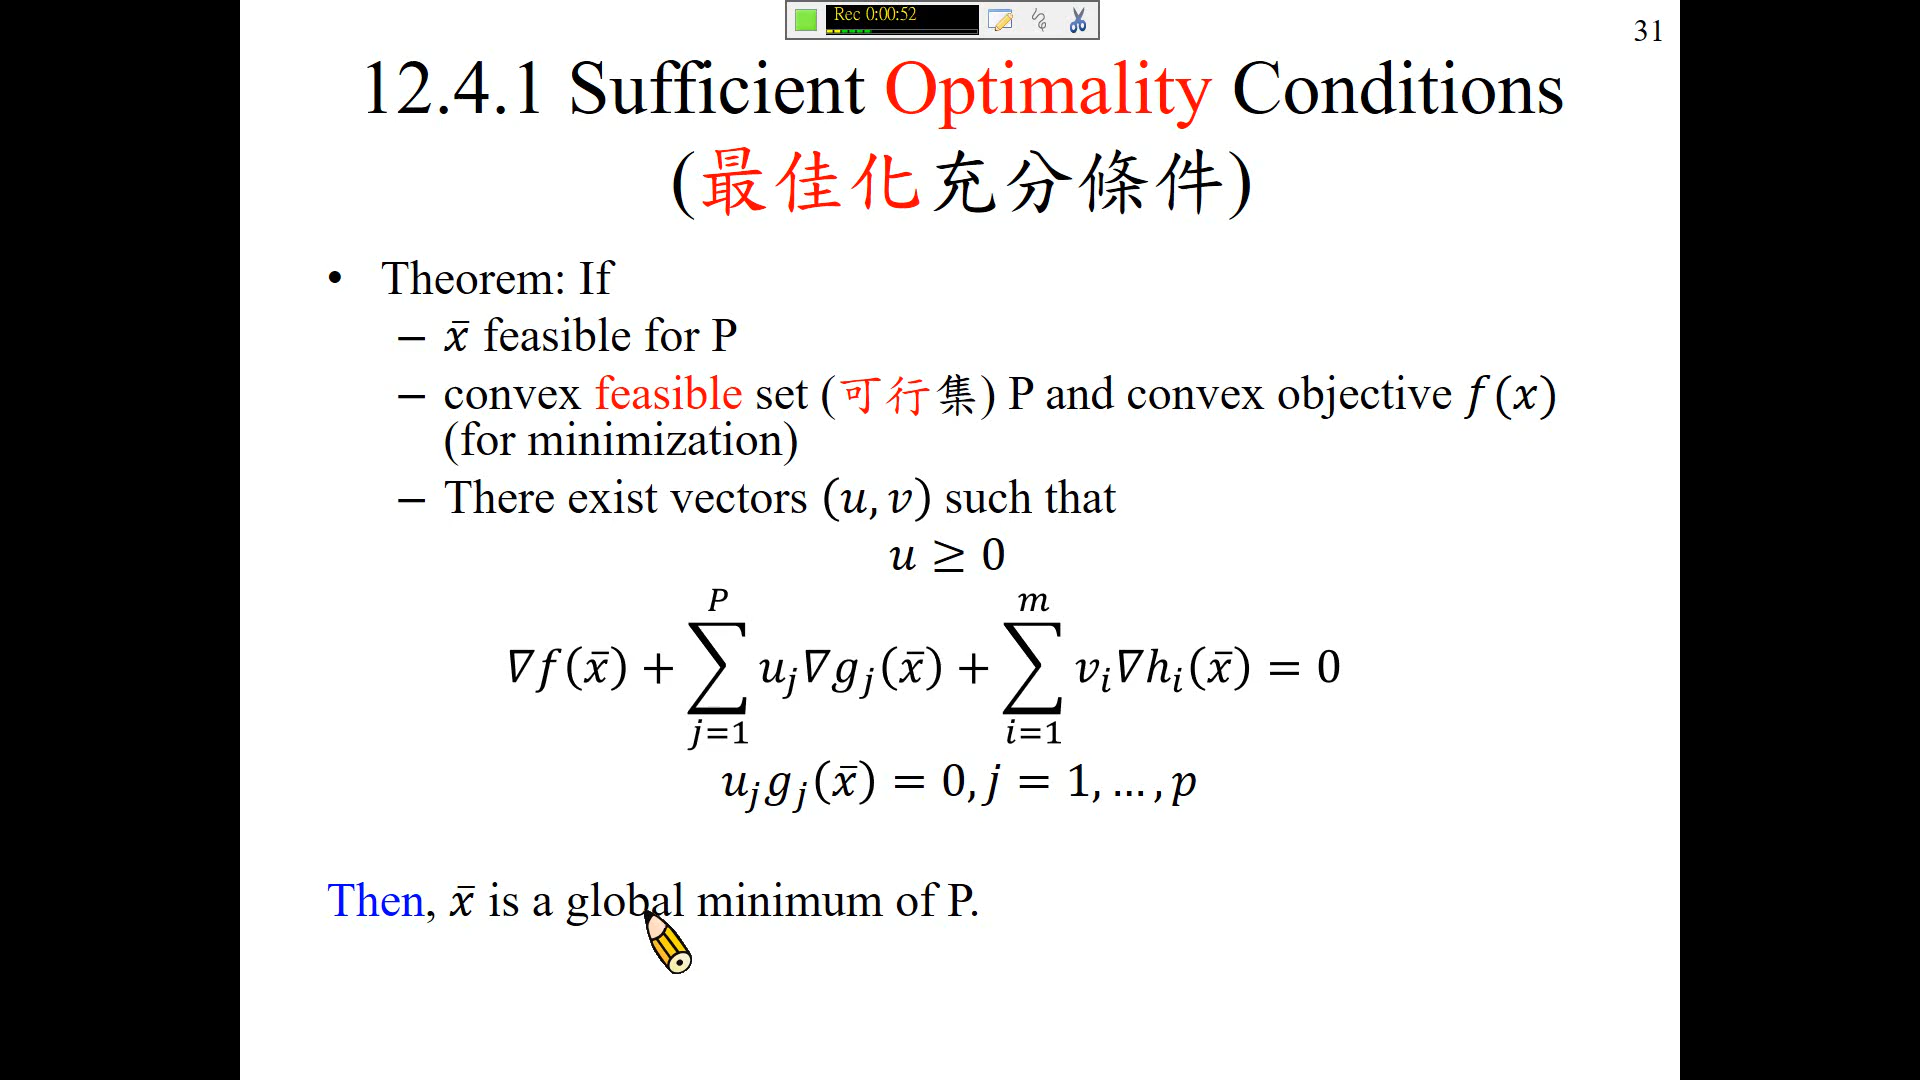 Rec 0:00:52
31
12.4.1 Sufficient Optimality Conditions
(最佳化充分條件)
• Theorem: If
– x̄ feasible for P
– convex feasible set (可行集) P and convex objective f(x)
(for minimization)
– There exist vectors (u, v) such that
u ≥ 0
∇f(x̄) + ∑_{j=1}^{P} u_j∇g_j(x̄) + ∑_{i=1}^{m} v_i∇h_i(x̄) = 0
u_j g_j(x̄) = 0, j = 1, … , p
Then, x̄ is a global minimum of P.